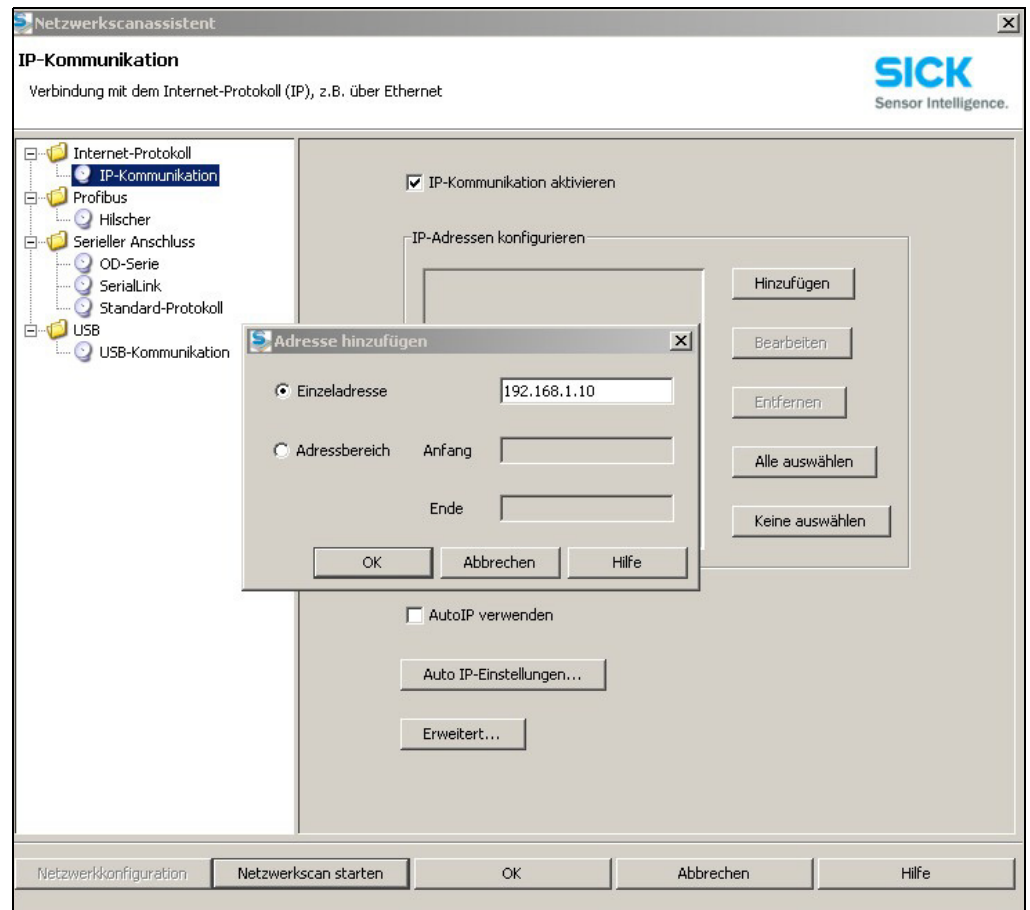 Netzwerkscanassistent
IP-Kommunikation
Verbindung mit dem Internet-Protokoll (IP), z.B. über Ethernet
SICK
Sensor Intelligence.
Internet-Protokoll
IP-Kommunikation
Profibus
Hilscher
Serieller Anschluss
OD-Serie
SerialLink
Standard-Protokoll
USB
USB-Kommunikation
IP-Kommunikation aktivieren
IP-Adressen konfigurieren
Hinzufügen
Bearbeiten
Entfernen
Alle auswählen
Keine auswählen
Adresse hinzufügen
Einzeladresse 192.168.1.10
Adressbereich Anfang
Ende
OK Abbrechen Hilfe
AutoIP verwenden
Auto IP-Einstellungen...
Erweitert...
Netzwerkkonfiguration Netzwerkscan starten OK Abbrechen Hilfe